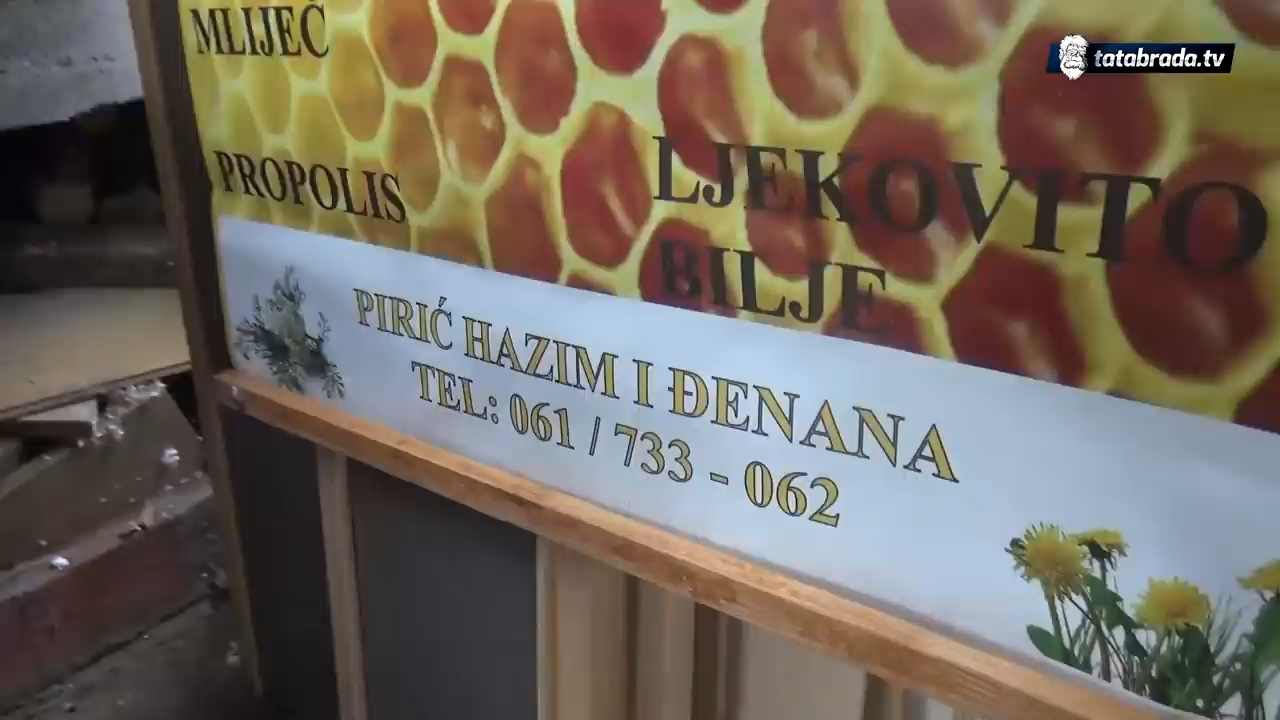 MLIJEČ
tatabrada.tv
PROPOLIS
LJEKOVITO
BILJE
PIRIĆ HAZIM I ĐENANA
TEL: 061 / 733 - 062